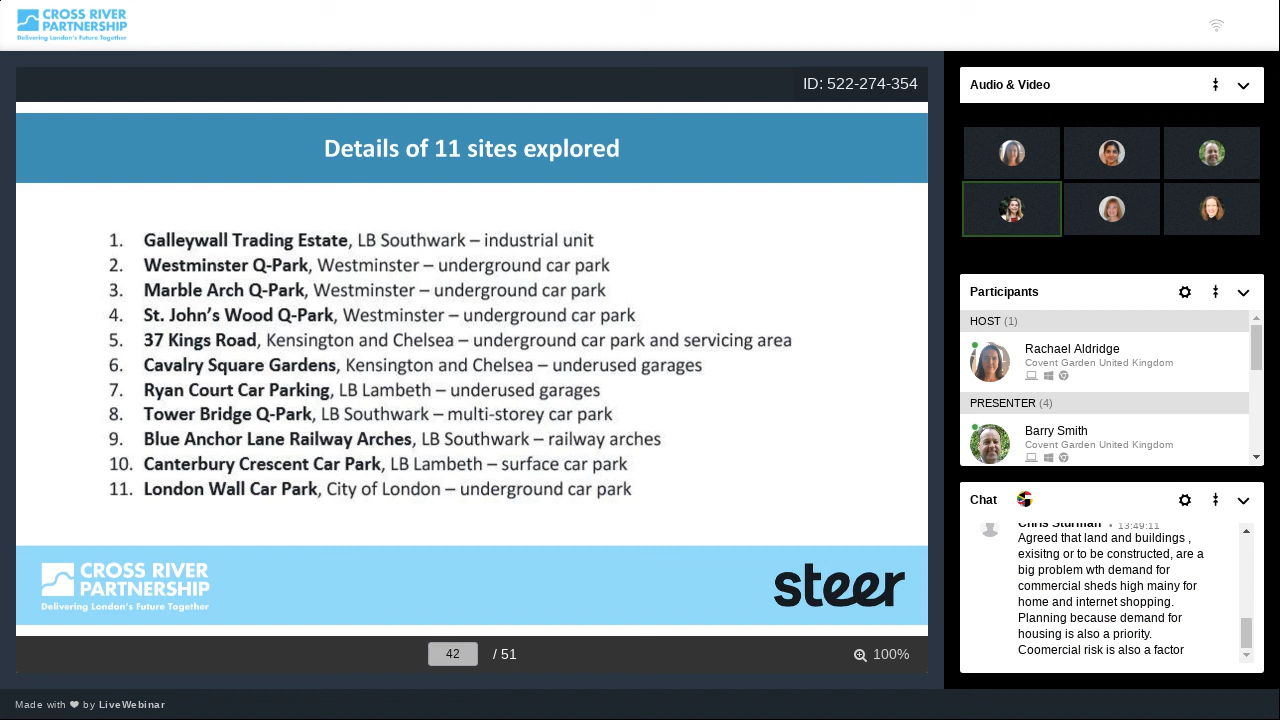 CROSS RIVER
PARTNERSHIP
Delivering London's Future Together
ID: 522-274-354
Details of 11 sites explored
1. Galleywall Trading Estate, LB Southwark – industrial unit
2. Westminster Q-Park, Westminster – underground car park
3. Marble Arch Q-Park, Westminster – underground car park
4. St. John's Wood Q-Park, Westminster – underground car park
5. 37 Kings Road, Kensington and Chelsea – underground car park and servicing area
6. Cavalry Square Gardens, Kensington and Chelsea – underused garages
7. Ryan Court Car Parking, LB Lambeth – underused garages
8. Tower Bridge Q-Park, LB Southwark – multi-storey car park
9. Blue Anchor Lane Railway Arches, LB Southwark – railway arches
10. Canterbury Crescent Car Park, LB Lambeth – surface car park
11. London Wall Car Park, City of London – underground car park
CROSS RIVER
PARTNERSHIP
Delivering London's Future Together
steer
42 / 51
100%
Made with ❤ by LiveWebinar
Audio & Video
Participants
HOST (1)
Rachael Aldridge
Covent Garden United Kingdom
PRESENTER (4)
Barry Smith
Covent Garden United Kingdom
Chat
Chris Sturman • 13:49:11
Agreed that land and buildings ,
exisitng or to be constructed, are a
big problem wth demand for
commercial sheds high mainy for
home and internet shopping.
Planning because demand for
housing is also a priority.
Coomercial risk is also a factor